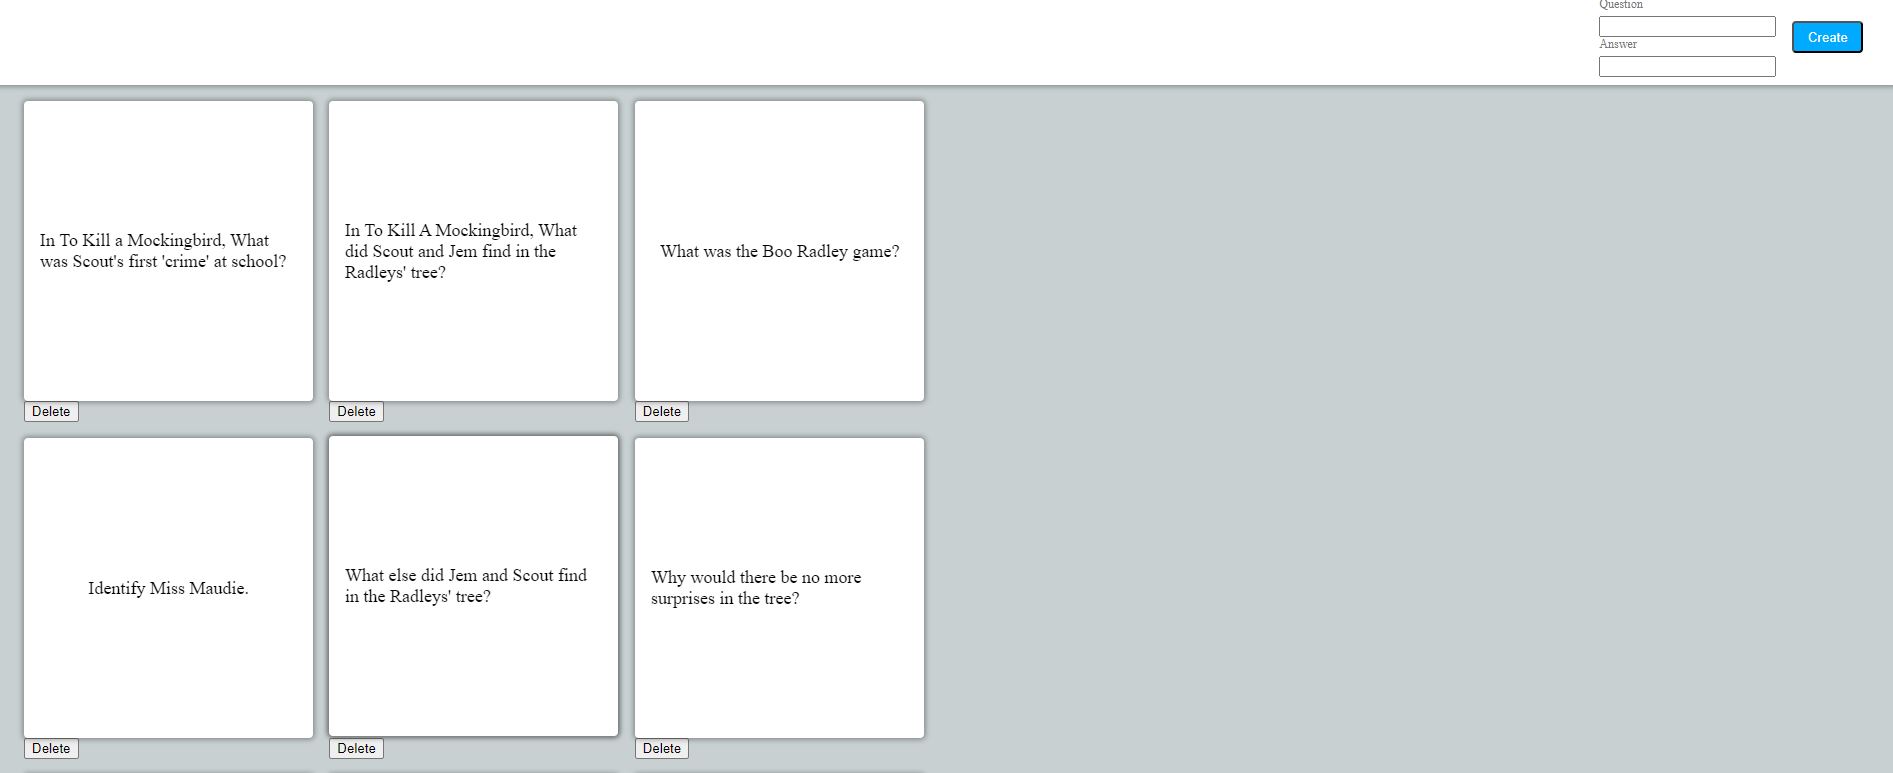 Question
Create
Answer
In To Kill a Mockingbird, What
was Scout's first 'crime' at school?
In To Kill A Mockingbird, What
did Scout and Jem find in the
Radleys' tree?
What was the Boo Radley game?
Delete
Delete
Delete
Identify Miss Maudie.
What else did Jem and Scout find
in the Radleys' tree?
Why would there be no more
surprises in the tree?
Delete
Delete
Delete